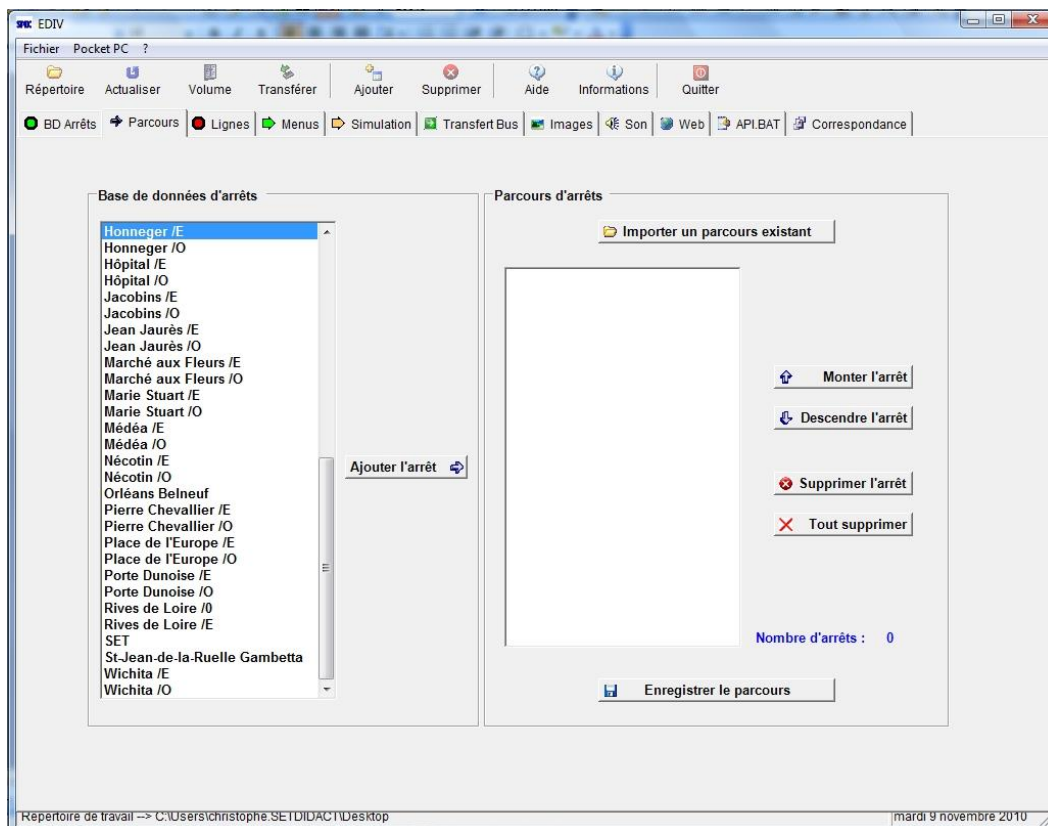 SPEC EDIV
Fichier Pocket PC ?
Répertoire Actualiser Volume Transférer Ajouter Supprimer Aide Informations Quitter
BD Arrêts Parcours Lignes Menus Simulation Transfert Bus Images Son Web API.BAT Correspondance
Base de données d'arrêts
Honneger /E
Honneger /O
Hôpital /E
Hôpital /O
Jacobins /E
Jacobins /O
Jean Jaurès /E
Jean Jaurès /O
Marché aux Fleurs /E
Marché aux Fleurs /O
Marie Stuart /E
Marie Stuart /O
Médéa /E
Médéa /O
Nécotin /E
Nécotin /O
Orléans Belneuf
Pierre Chevallier /E
Pierre Chevallier /O
Place de l'Europe /E
Place de l'Europe /O
Porte Dunoise /E
Porte Dunoise /O
Rives de Loire /0
Rives de Loire /E
SET
St-Jean-de-la-Ruelle Gambetta
Wichita /E
Wichita /O
Ajouter l'arrêt
Parcours d'arrêts
Importer un parcours existant
Monter l'arrêt
Descendre l'arrêt
Supprimer l'arrêt
Tout supprimer
Nombre d'arrêts : 0
Enregistrer le parcours
Répertoire de travail --> C:\Users\christophe.SETDIDACT\Desktop
mardi 9 novembre 2010